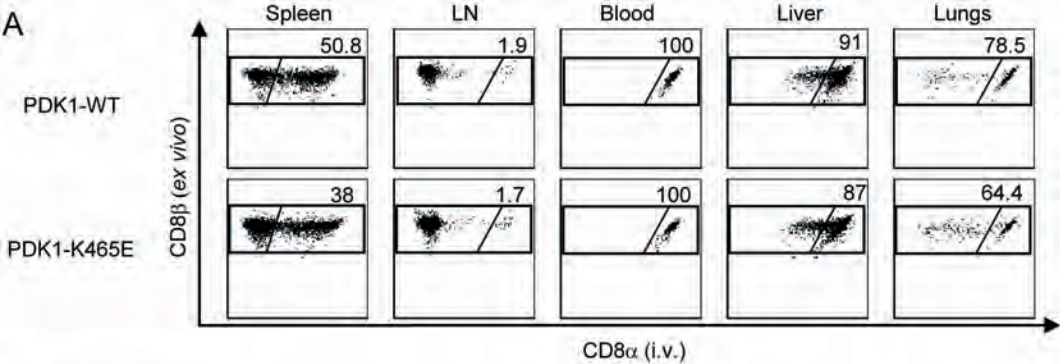 A
Spleen LN Blood Liver Lungs
PDK1-WT
50.8 1.9 100 91 78.5
PDK1-K465E
38 1.7 100 87 64.4
CD8β (ex vivo)
CD8α (i.v.)